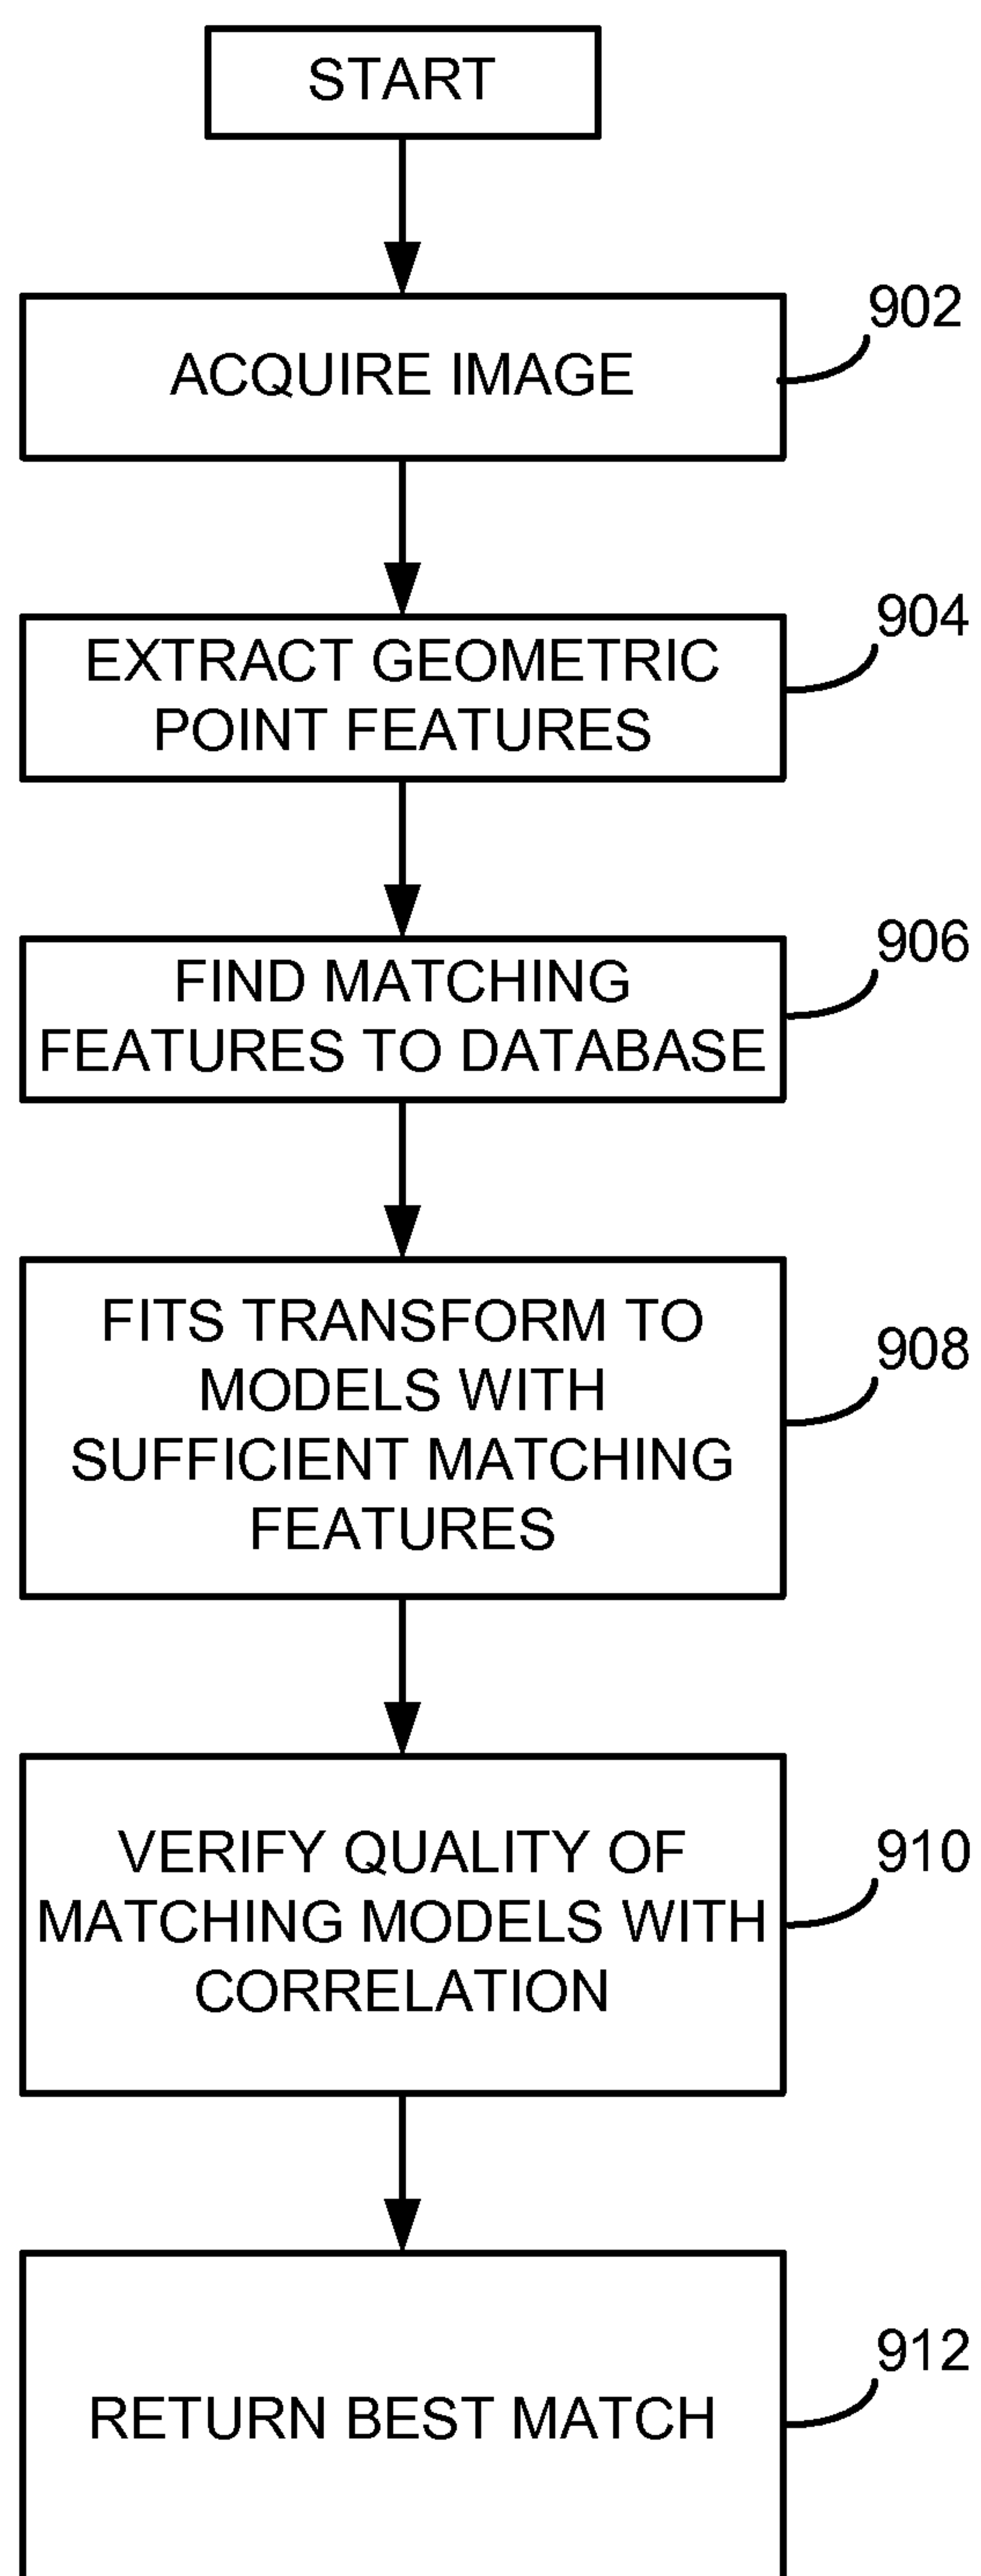 START
902
ACQUIRE IMAGE
904
EXTRACT GEOMETRIC
POINT FEATURES
906
FIND MATCHING
FEATURES TO DATABASE
908
FITS TRANSFORM TO
MODELS WITH
SUFFICIENT MATCHING
FEATURES
910
VERIFY QUALITY OF
MATCHING MODELS WITH
CORRELATION
912
RETURN BEST MATCH